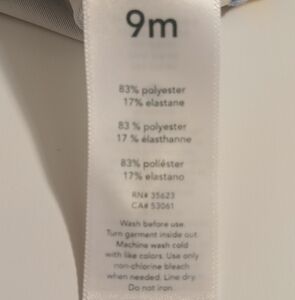 9m
83% polyester
17% elastane
83 % polyester
17 % élasthanne
83% poliéster
17% elastano
RN# 35623
CA# 53061
Wash before use.
Turn garment inside out.
Machine wash cold
with like colors. Use only
non-chlorine bleach
when needed. Line dry.
Do not iron.